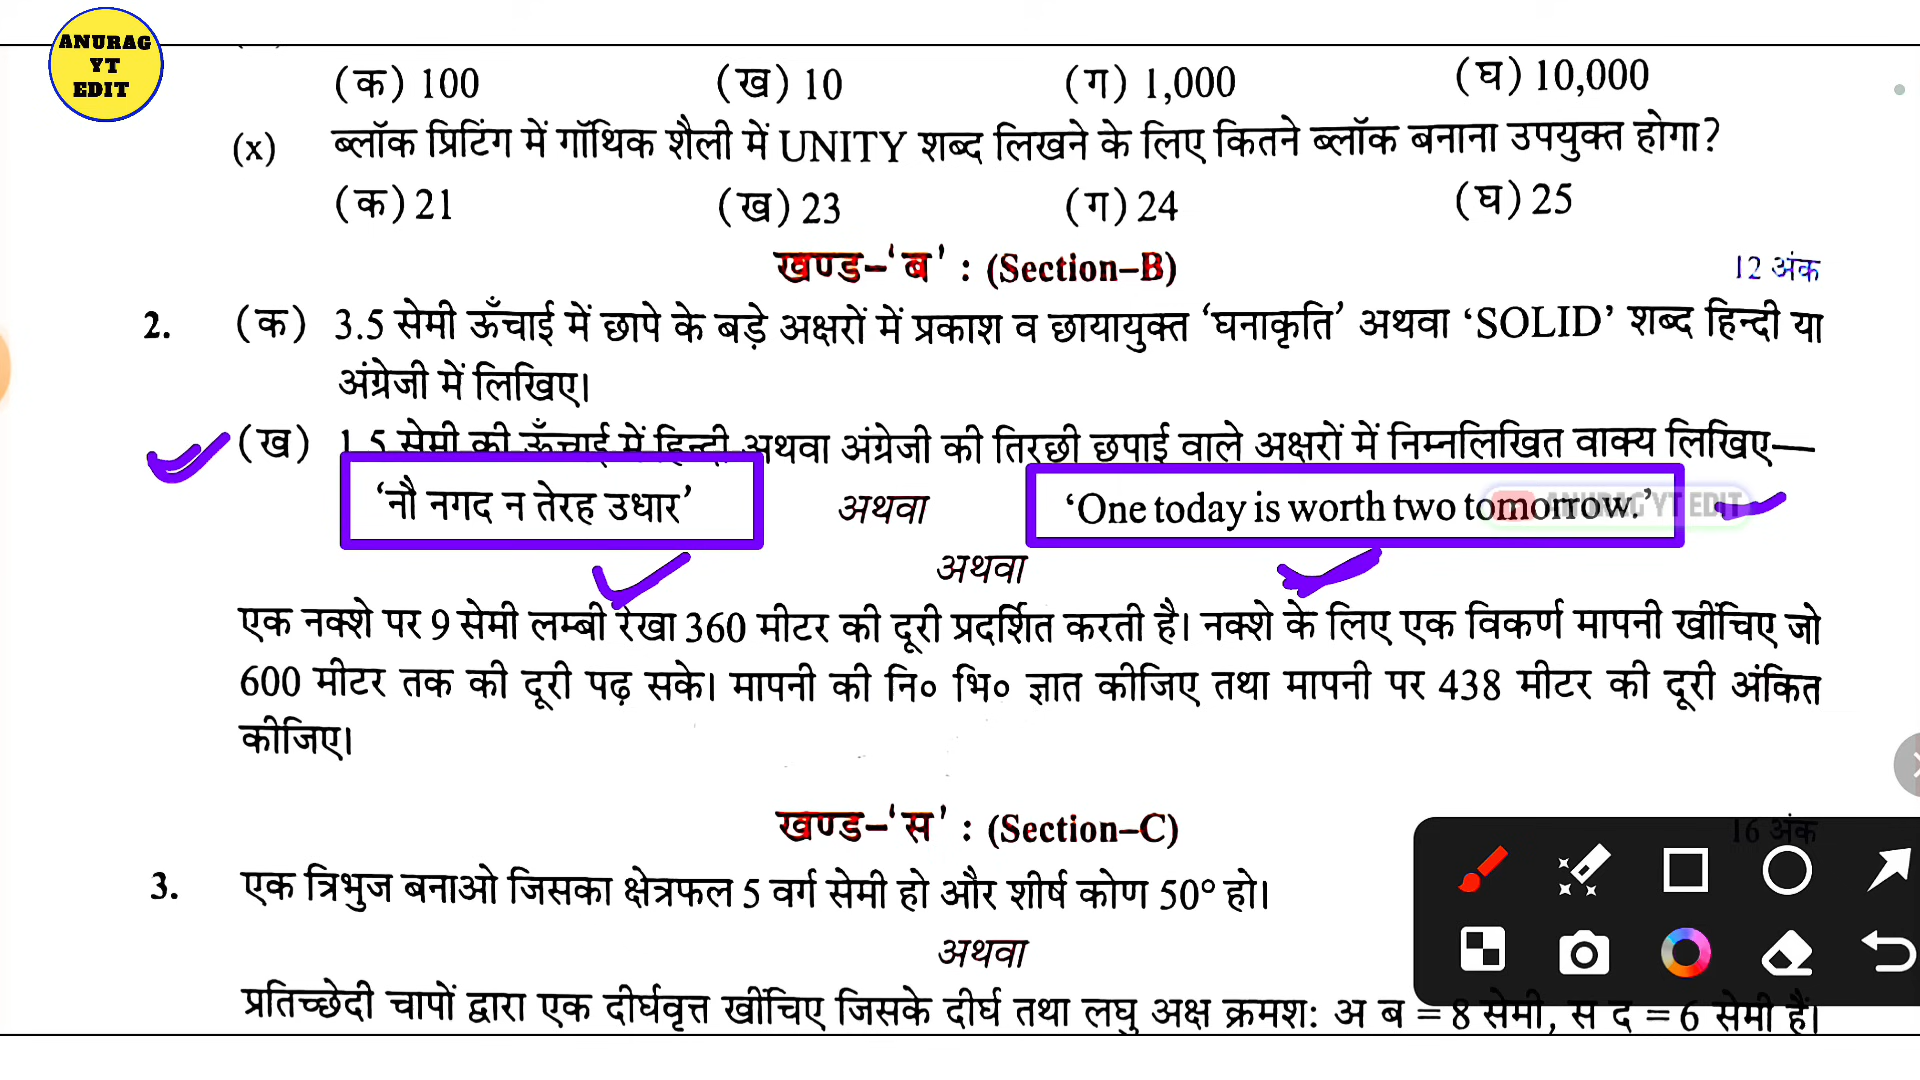 ANURAG
YT
EDIT
(क) 100 (ख) 10 (ग) 1,000 (घ) 10,000
(x) ब्लॉक प्रिटिंग में गॉथिक शैली में UNITY शब्द लिखने के लिए कितने ब्लॉक बनाना उपयुक्त होगा?
(क) 21 (ख) 23 (ग) 24 (घ) 25
खण्ड–‘ब’ : (Section–B) 12 अंक
2. (क) 3.5 सेमी ऊँचाई में छापे के बड़े अक्षरों में प्रकाश व छायायुक्त ‘घनाकृति’ अथवा ‘SOLID’ शब्द हिन्दी या
अंग्रेजी में लिखिए।
(ख) 1.5 सेमी की ऊँचाई में हिन्दी अथवा अंग्रेजी की तिरछी छपाई वाले अक्षरों में निम्नलिखित वाक्य लिखिए—
‘नौ नगद न तेरह उधार’ अथवा ‘One today is worth two tomorrow.’ ANURAG YT EDIT
अथवा
एक नक्शे पर 9 सेमी लम्बी रेखा 360 मीटर की दूरी प्रदर्शित करती है। नक्शे के लिए एक विकर्ण मापनी खींचिए जो
600 मीटर तक की दूरी पढ़ सके। मापनी की नि० भि० ज्ञात कीजिए तथा मापनी पर 438 मीटर की दूरी अंकित
कीजिए।
खण्ड–‘स’ : (Section–C) 16 अंक
3. एक त्रिभुज बनाओ जिसका क्षेत्रफल 5 वर्ग सेमी हो और शीर्ष कोण 50° हो।
अथवा
प्रतिच्छेदी चापों द्वारा एक दीर्घवृत्त खींचिए जिसके दीर्घ तथा लघु अक्ष क्रमश: अ ब = 8 सेमी, स द = 6 सेमी हैं।